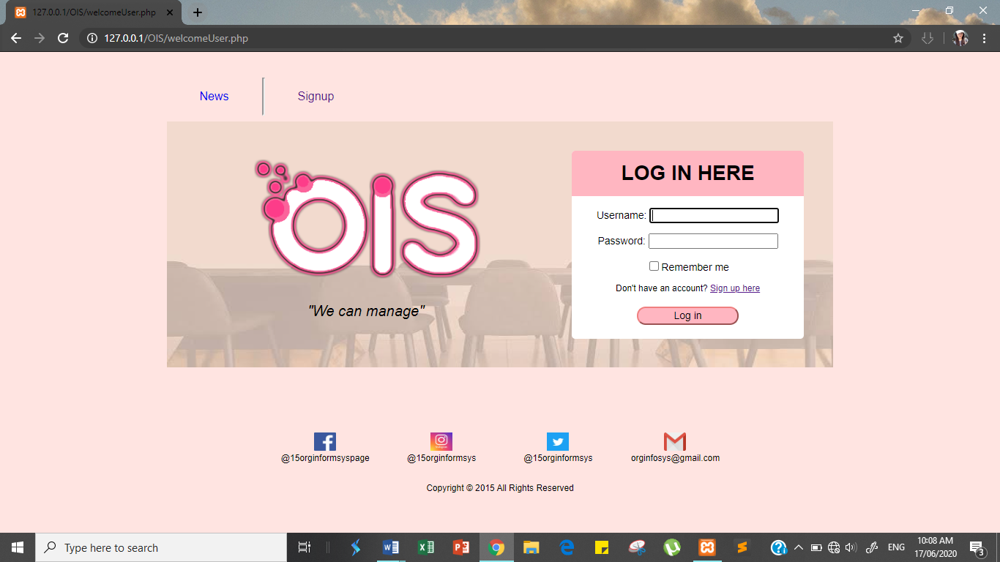 127.0.0.1/OIS/welcomeUser.php
127.0.0.1/OIS/welcomeUser.php
News
Signup
OIS
"We can manage"
LOG IN HERE
Username:
Password:
Remember me
Don't have an account? Sign up here
Log in
@15orginformsyspage
@15orginformsys
@15orginformsys
orginfosys@gmail.com
Copyright © 2015 All Rights Reserved
Type here to search
ENG
10:08 AM
17/06/2020
3